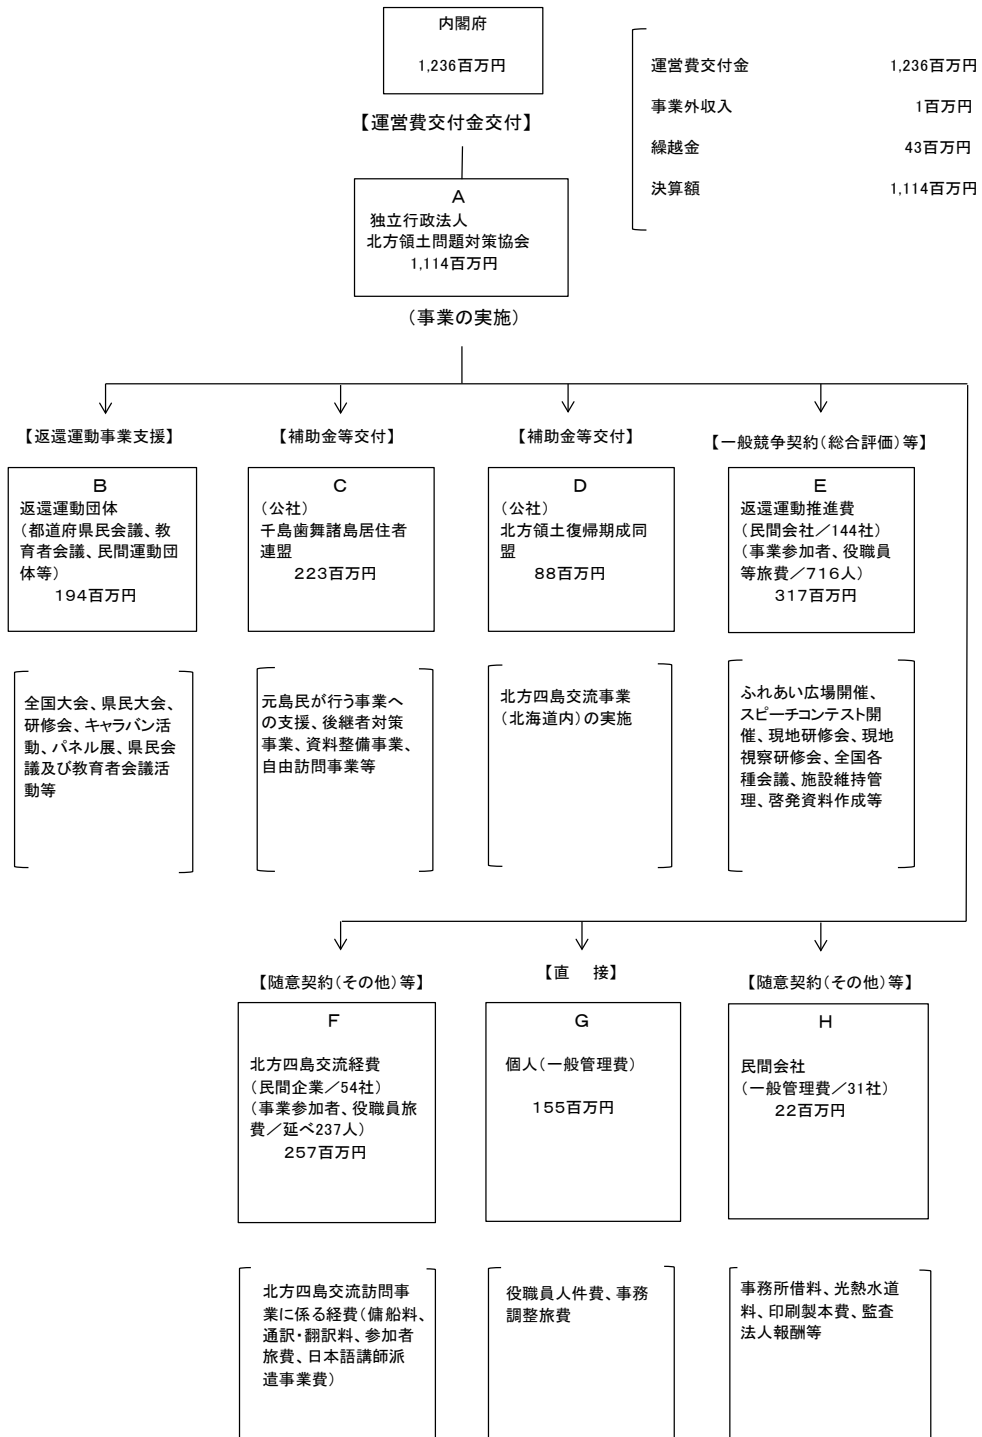 内閣府
1,236百万円
運営費交付金 1,236百万円
事業外収入 1百万円
繰越金 43百万円
決算額 1,114百万円
【運営費交付金交付】
A
独立行政法人
北方領土問題対策協会
1,114百万円
（事業の実施）
【返還運動事業支援】
B
返還運動団体
（都道府県民会議、教
育者会議、民間運動団
体等）
194百万円
全国大会、県民大会、
研修会、キャラバン活
動、パネル展、県民会
議及び教育者会議活
動等
【補助金等交付】
C
（公社）
千島歯舞諸島居住者
連盟
223百万円
元島民が行う事業へ
の支援、後継者対策
事業、資料整備事業、
自由訪問事業等
【補助金等交付】
D
（公社）
北方領土復帰期成同
盟
88百万円
北方四島交流事業
（北海道内）の実施
【一般競争契約（総合評価）等】
E
返還運動推進費
（民間会社／144社）
（事業参加者、役職員
等旅費／716人）
317百万円
ふれあい広場開催、
スピーチコンテスト開
催、現地研修会、現地
視察研修会、全国各
種会議、施設維持管
理、啓発資料作成等
【随意契約（その他）等】
F
北方四島交流経費
（民間企業／54社）
（事業参加者、役職員旅
費／延べ237人）
257百万円
北方四島交流訪問事
業に係る経費（傭船料、
通訳・翻訳料、参加者
旅費、日本語講師派
遣事業費）
【直　接】
G
個人（一般管理費）
155百万円
役職員人件費、事務
調整旅費
【随意契約（その他）等】
H
民間会社
（一般管理費／31社）
22百万円
事務所借料、光熱水道
料、印刷製本費、監査
法人報酬等